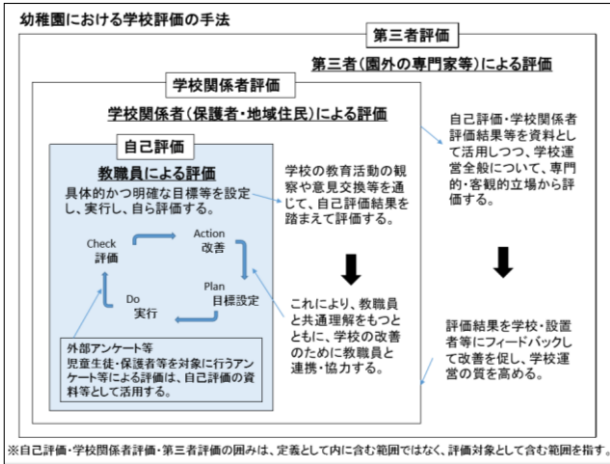 幼稚園における学校評価の手法
第三者評価
第三者(園外の専門家等)による評価
学校関係者評価
学校関係者(保護者・地域住民)による評価
自己評価
教職員による評価
具体的かつ明確な目標等を設定
し、実行し、自ら評価する。
Check
評価
Action
改善
Plan
目標設定
Do
実行
外部アンケート等
児童生徒・保護者等を対象に行うアン
ケート等による評価は、自己評価の資
料等として活用する。
学校の教育活動の観
察や意見交換等を通
じて、自己評価結果を
踏まえて評価する。
これにより、教職員
と共通理解をもつと
ともに、学校の改善
のために教職員と
連携・協力する。
自己評価・学校関係者
評価結果等を資料として
活用しつつ、学校運
営全般について、専門
的・客観的立場から評
価する。
評価結果を学校・設置
者等にフィードバックし
て改善を促し、学校運
営の質を高める。
※自己評価・学校関係者評価・第三者評価の囲みは、定義として内に含む範囲ではなく、評価対象として含む範囲を指す。